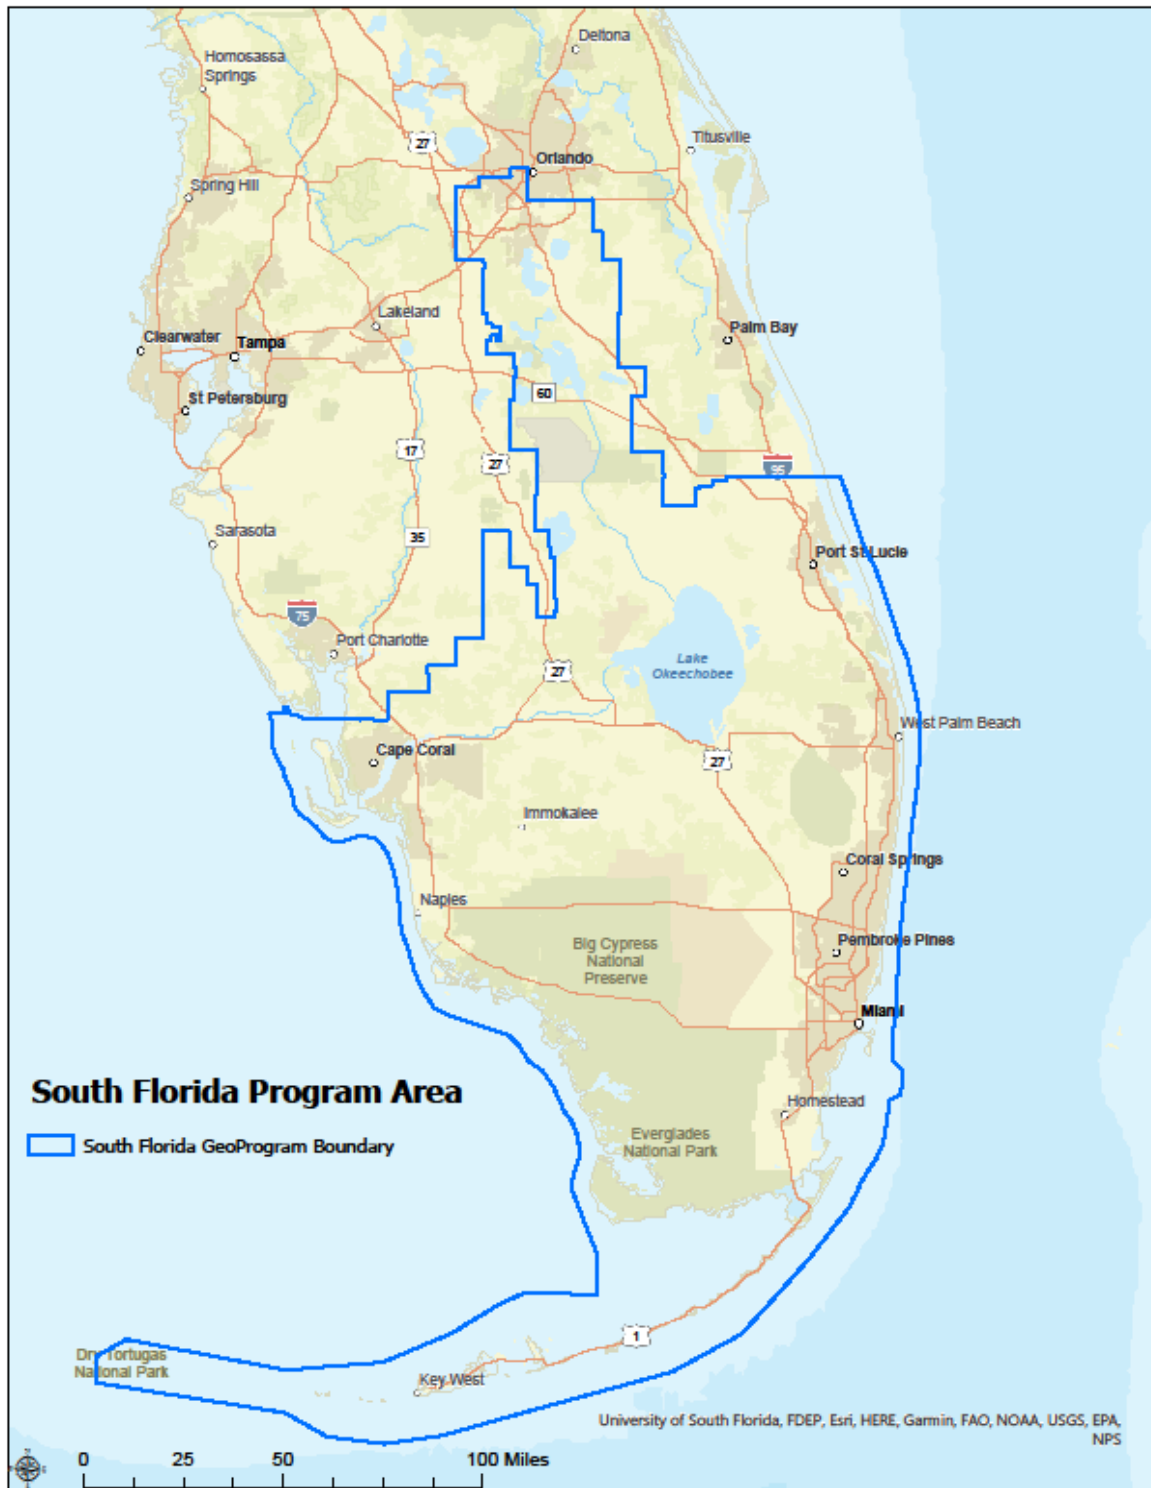 Deltona
Homosassa
Springs
27
Titusville
Orlando
Spring Hill
Lakeland
Palm Bay
Clearwater
Tampa
60
St Petersburg
17
27
95
Sarasota
35
Port St Lucie
75
Port Charlotte
Lake
Okeechobee
27
West Palm Beach
Cape Coral
27
Immokalee
Coral Springs
Naples
Pembroke Pines
Big Cypress
National
Preserve
Miami
South Florida Program Area
Homestead
South Florida GeoProgram Boundary
Everglades
National Park
1
Dry Tortugas
National Park
Key West
University of South Florida, FDEP, Esri, HERE, Garmin, FAO, NOAA, USGS, EPA,
NPS
0 25 50 100 Miles